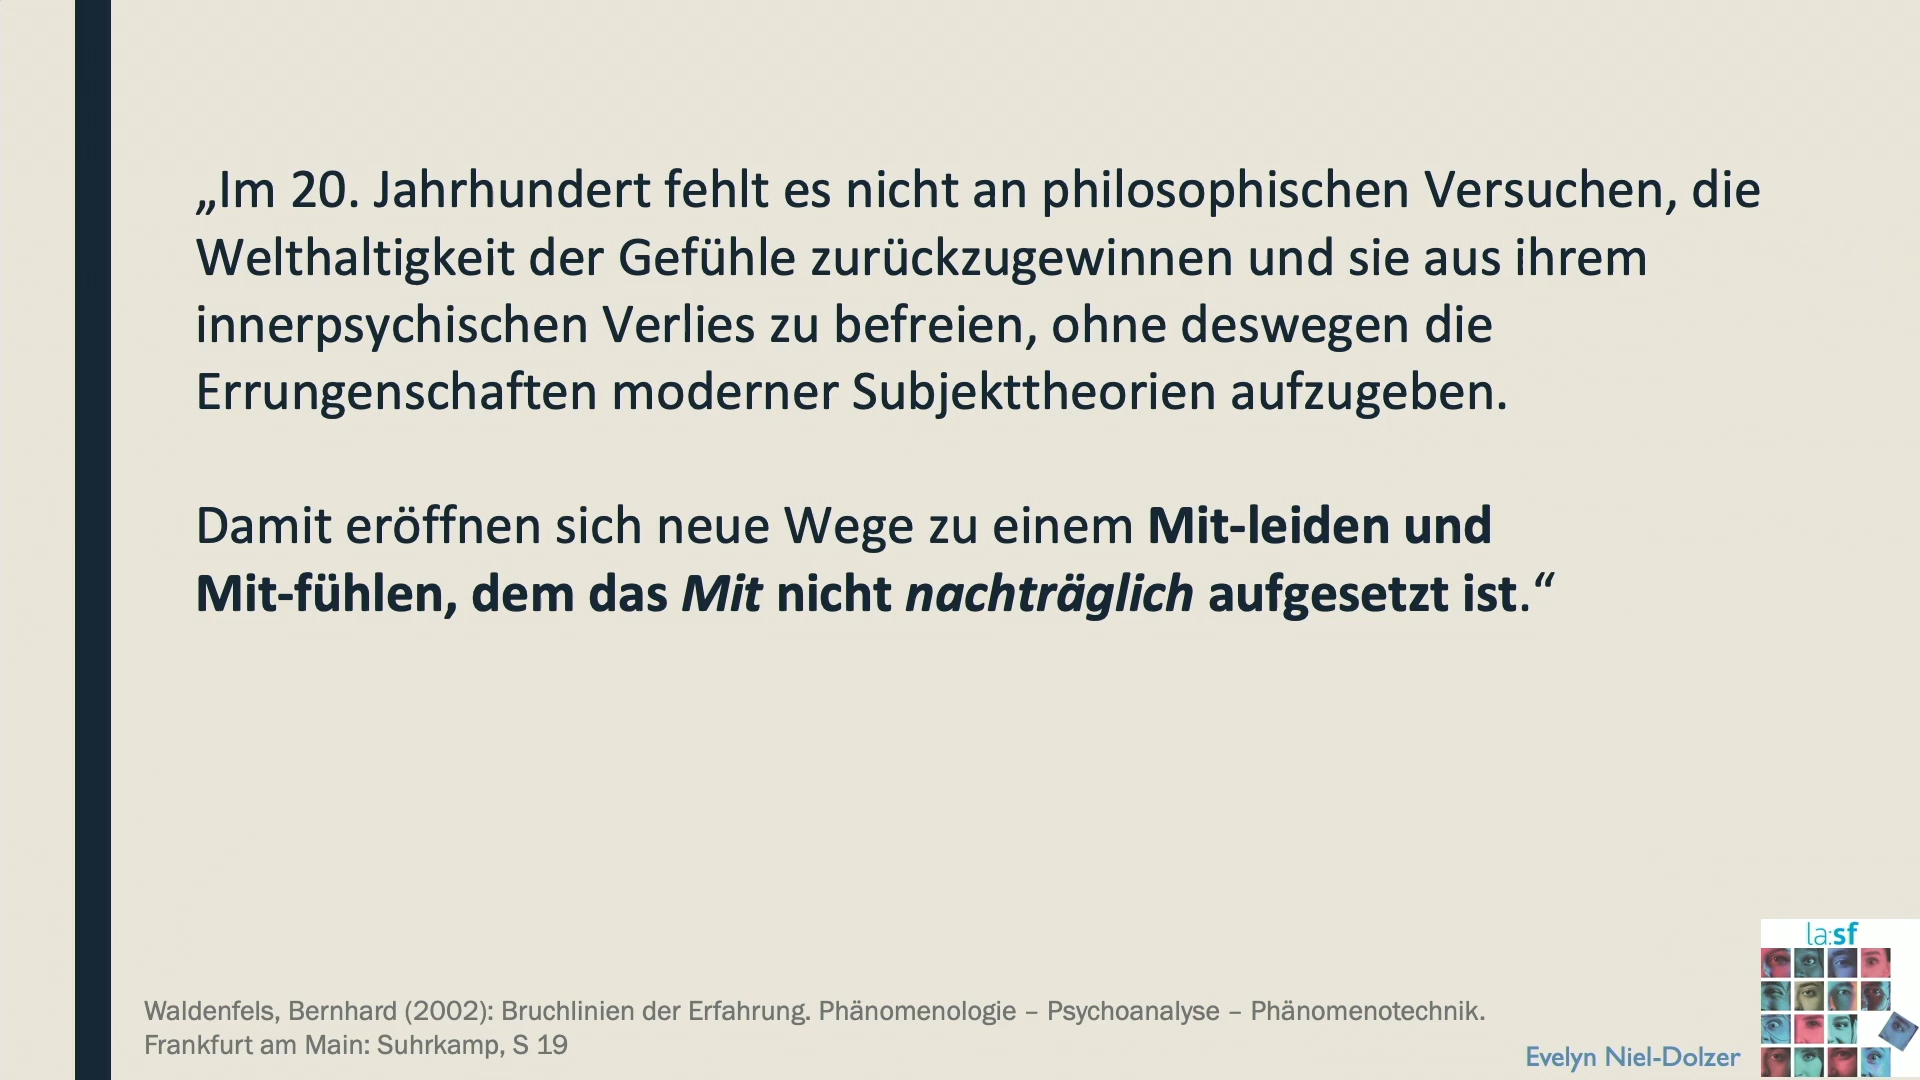 „Im 20. Jahrhundert fehlt es nicht an philosophischen Versuchen, die
Welthaltigkeit der Gefühle zurückzugewinnen und sie aus ihrem
innerpsychischen Verlies zu befreien, ohne deswegen die
Errungenschaften moderner Subjekttheorien aufzugeben.
Damit eröffnen sich neue Wege zu einem Mit-leiden und
Mit-fühlen, dem das Mit nicht nachträglich aufgesetzt ist.“
Waldenfels, Bernhard (2002): Bruchlinien der Erfahrung. Phänomenologie – Psychoanalyse – Phänomenotechnik.
Frankfurt am Main: Suhrkamp, S 19
Evelyn Niel-Dolzer
la:sf